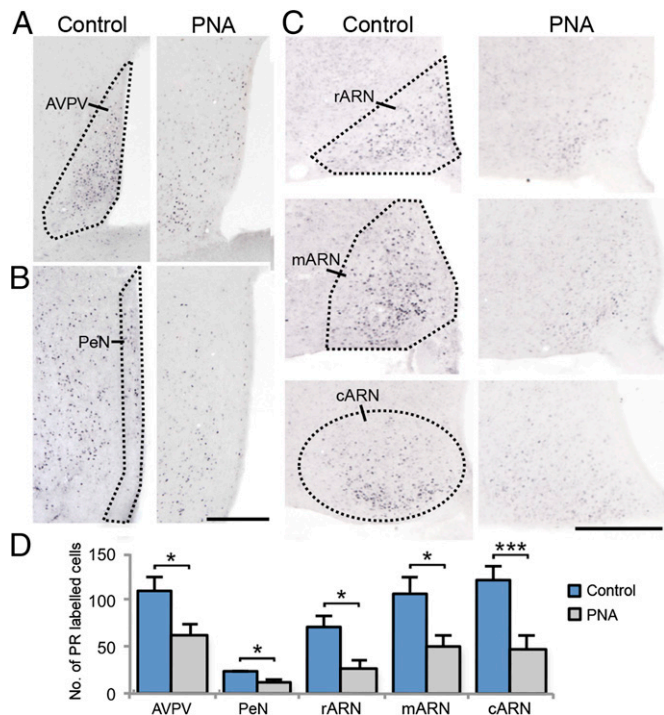 A Control PNA
AVPV
B
PeN
C Control PNA
rARN
mARN
cARN
D
No. of PR labelled cells
150
100
50
0
* * * * ***
Control
PNA
AVPV PeN rARN mARN cARN